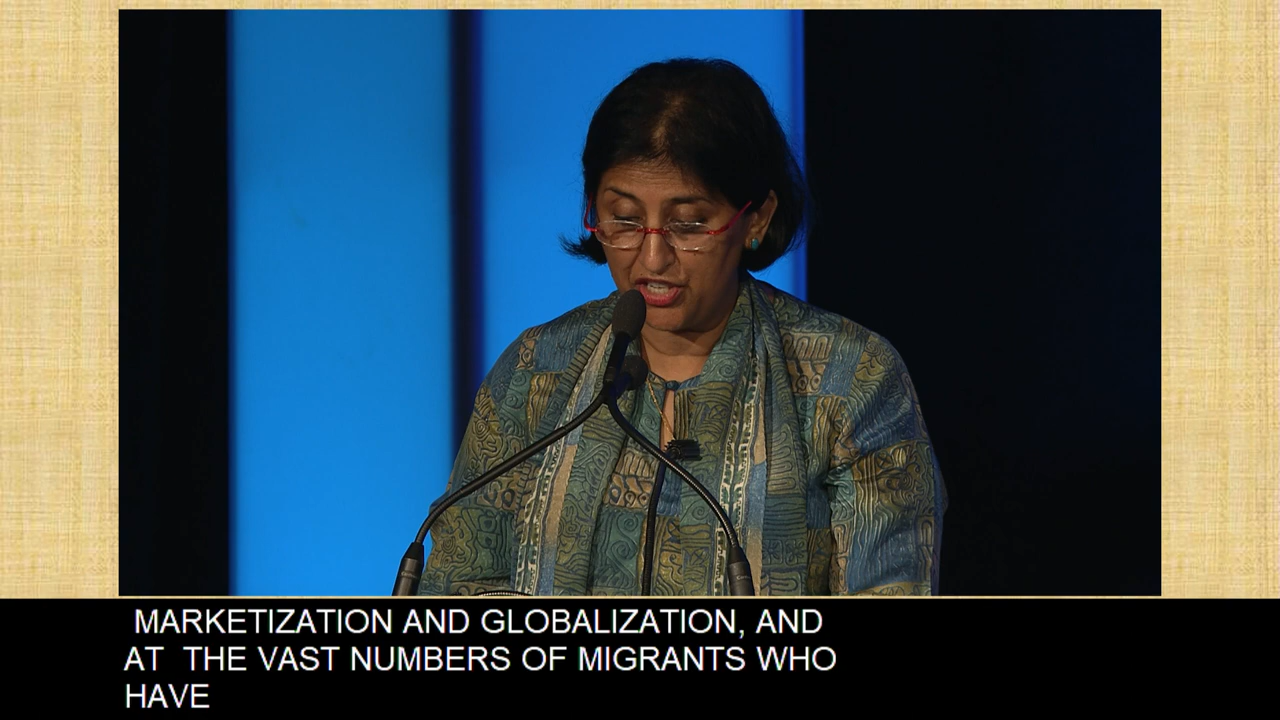 MARKETIZATION AND GLOBALIZATION, AND
AT  THE VAST NUMBERS OF MIGRANTS WHO
HAVE